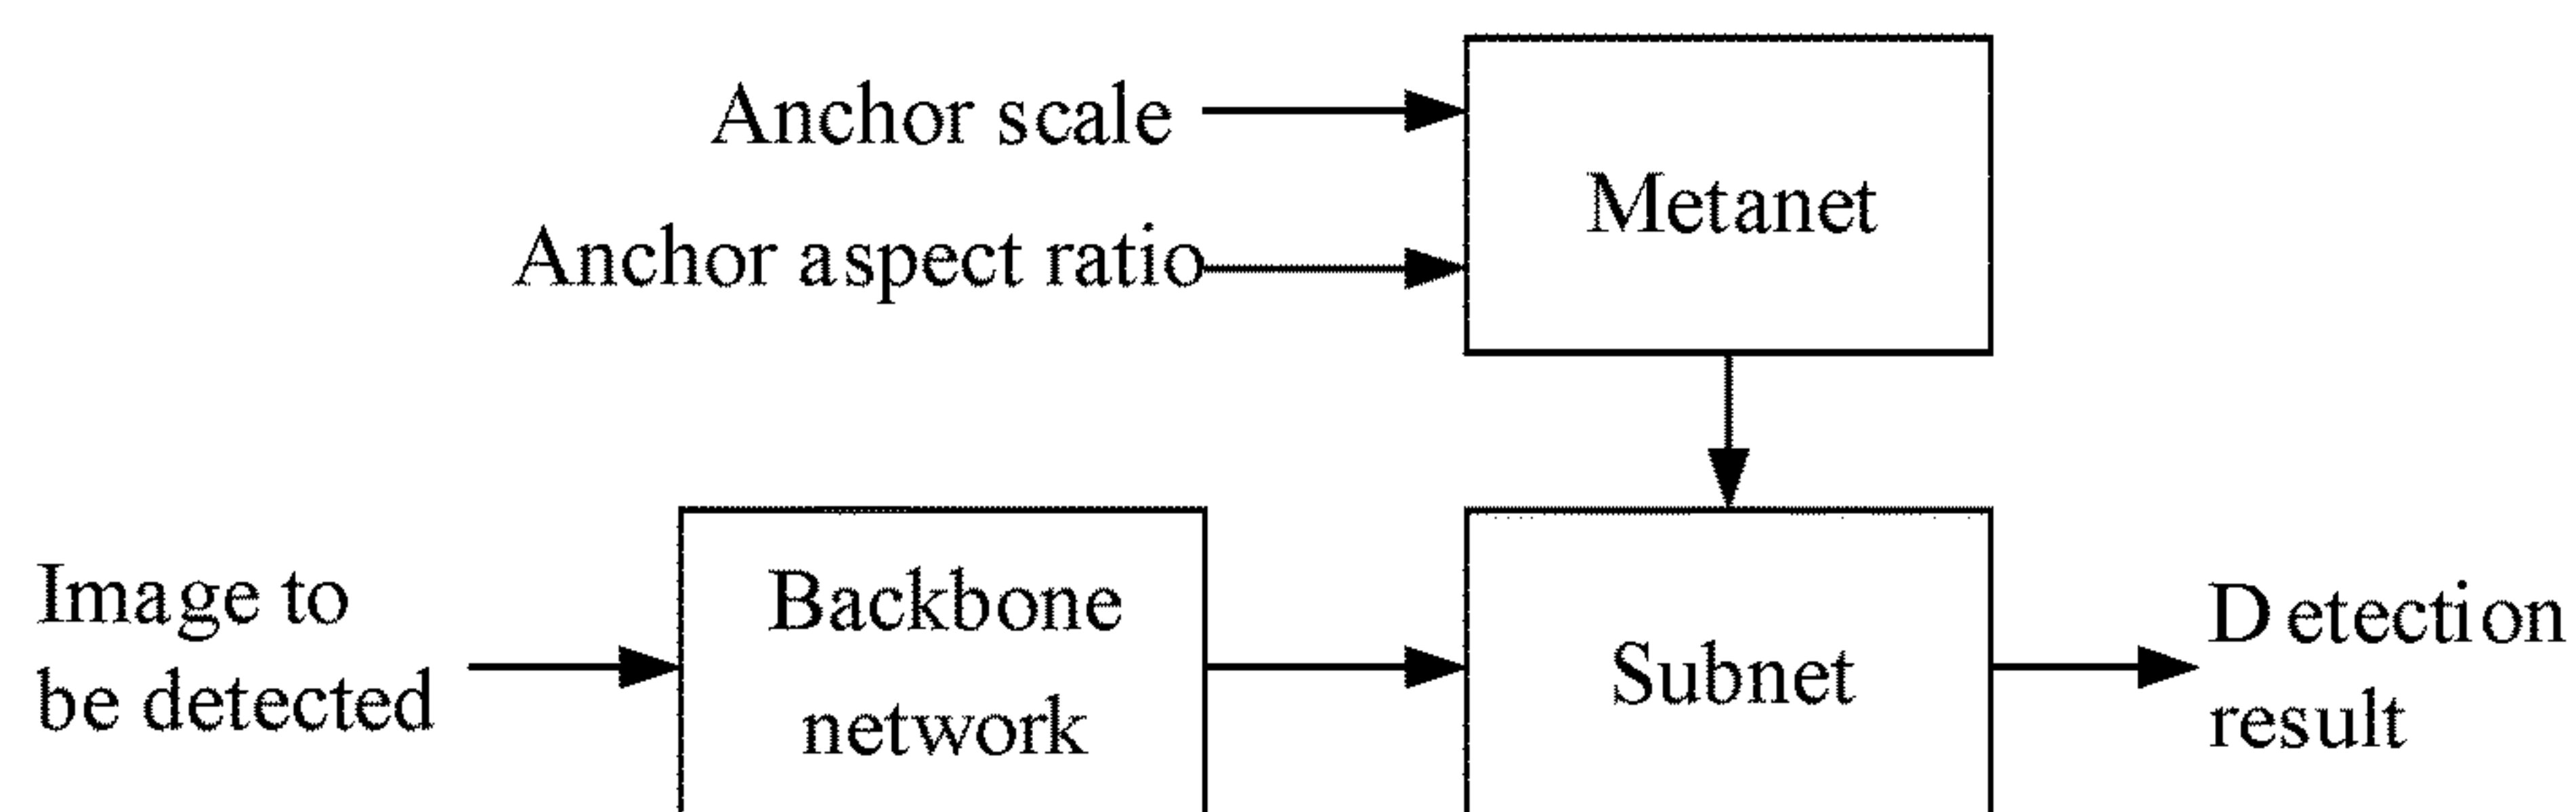 Anchor scale
Anchor aspect ratio
Metanet
Image to
be detected
Backbone
network
Subnet
Detection
result